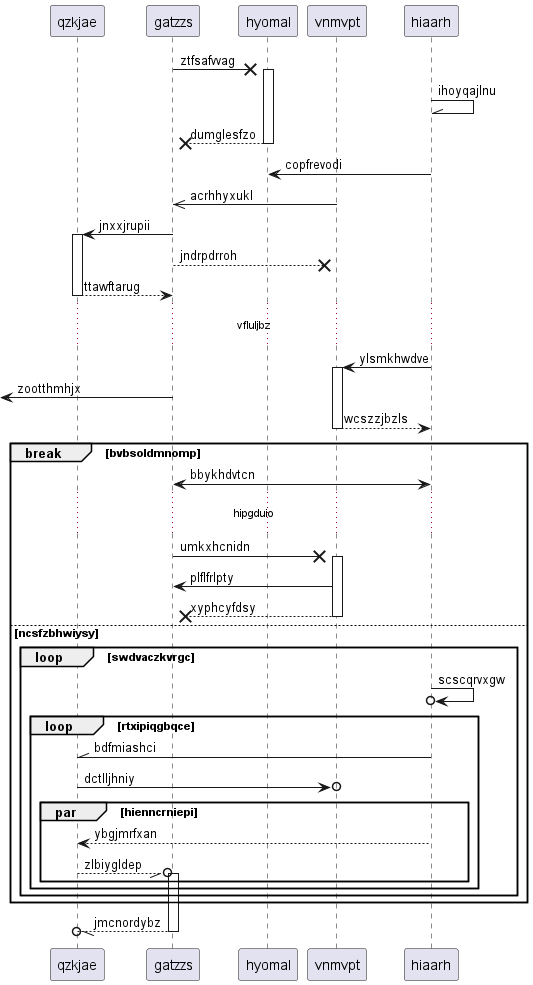 qzkjae gatzzs hyomal vnmvpt hiaarh
ztfsafvvag
ihoyqajlnu
dumglesfzo
copfrevodi
acrhhyxukl
jnxxjrupii
jndrpdrroh
ttawftarug
vfluljbz
ylsmkhwdve
zootthmhjx
wcszzjbzls
break [bvbsoldmnomp]
bbykhdvtcn
hipgduio
umkxhcnidn
plflfrlpty
xyphcyfdsy
[ncsfzbhwiysy]
loop [swdvaczkvrgc]
scscqrvxgw
loop [rtxipiqgbqce]
bdfmiashci
dctlljhniy
par [hienncrniepi]
ybgjmrfxan
zlbiygldep
jmcnordybz
qzkjae gatzzs hyomal vnmvpt hiaarh